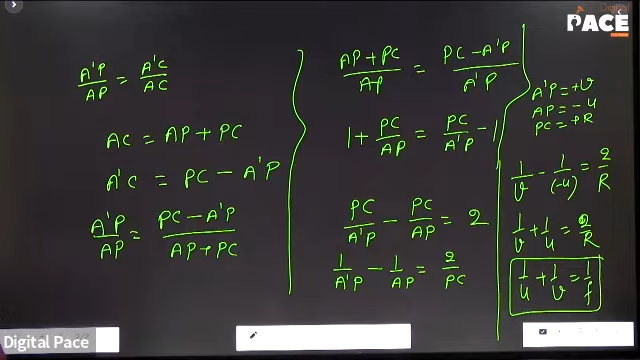 PACE
A'P/AP = A'C/AC
AC = AP + PC
A'C = PC - A'P
A'P/AP = (PC - A'P)/(AP + PC)
(AP + PC)/AP = (PC - A'P)/A'P
1 + PC/AP = PC/A'P - 1
PC/A'P - PC/AP = 2
1/A'P - 1/AP = 2/PC
A'P = +v
AP = -u
PC = +R
1/v - 1/(-u) = 2/R
1/v + 1/u = 2/R
1/u + 1/v = 1/f
Digital Pace